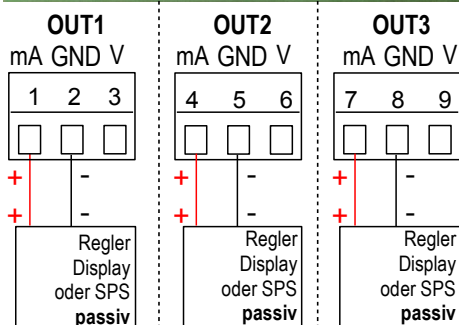 OUT1
mA GND V
1 2 3
+ -
+ -
Regler
Display
oder SPS
passiv
OUT2
mA GND V
4 5 6
+ -
+ -
Regler
Display
oder SPS
passiv
OUT3
mA GND V
7 8 9
+ -
+ -
Regler
Display
oder SPS
passiv